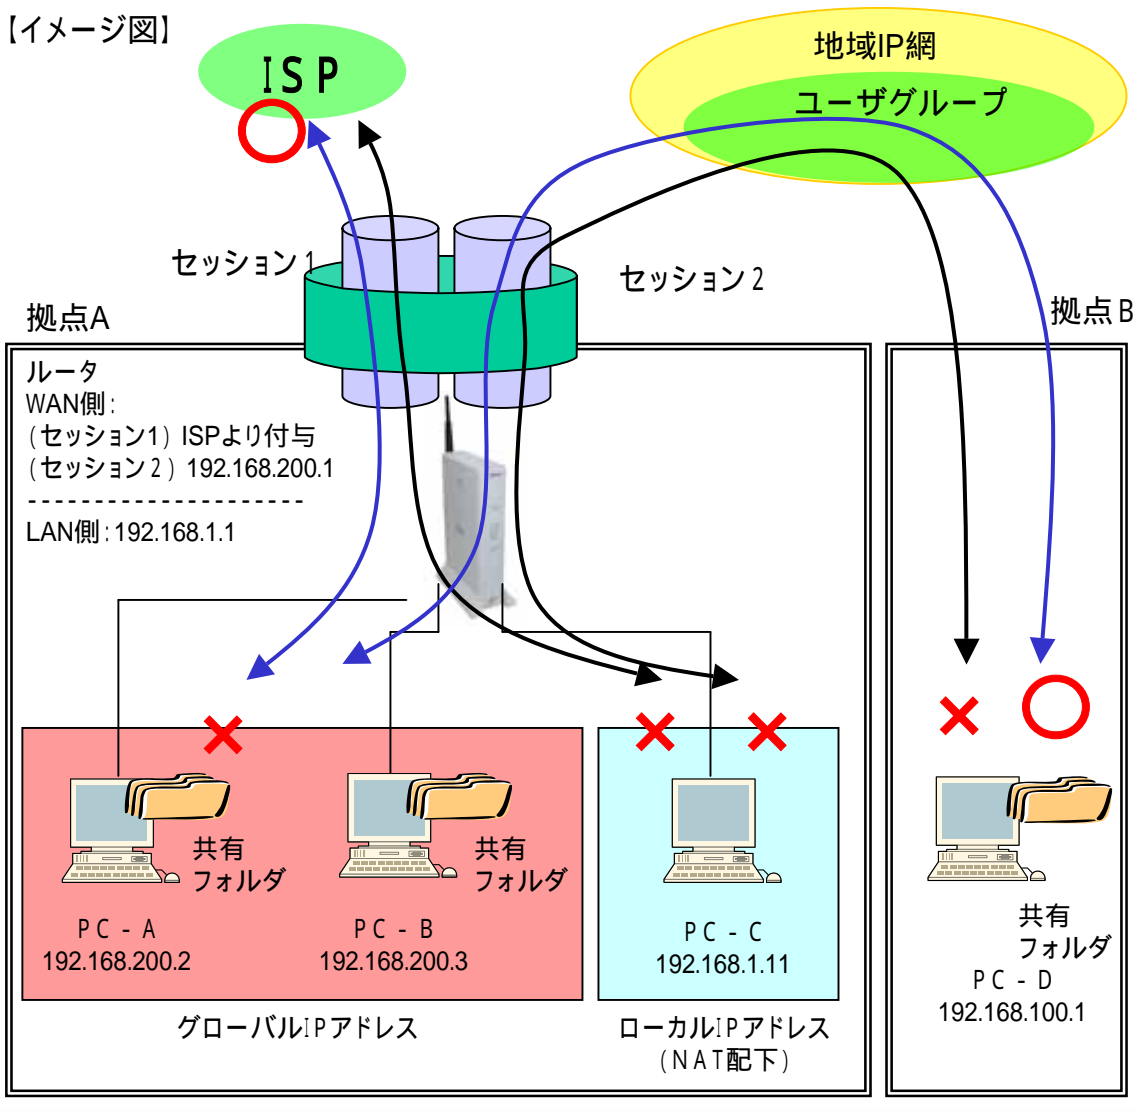 【イメージ図】
ISP
地域IP網
ユーザグループ
セッション1
セッション2
拠点A
拠点B
ルータ
WAN側:
(セッション1) ISPより付与
(セッション2) 192.168.200.1
---------------------
LAN側:192.168.1.1
共有
フォルダ
PC-A
192.168.200.2
共有
フォルダ
PC-B
192.168.200.3
PC-C
192.168.1.11
共有
フォルダ
PC-D
192.168.100.1
グローバルIPアドレス
ローカルIPアドレス
(NAT配下)